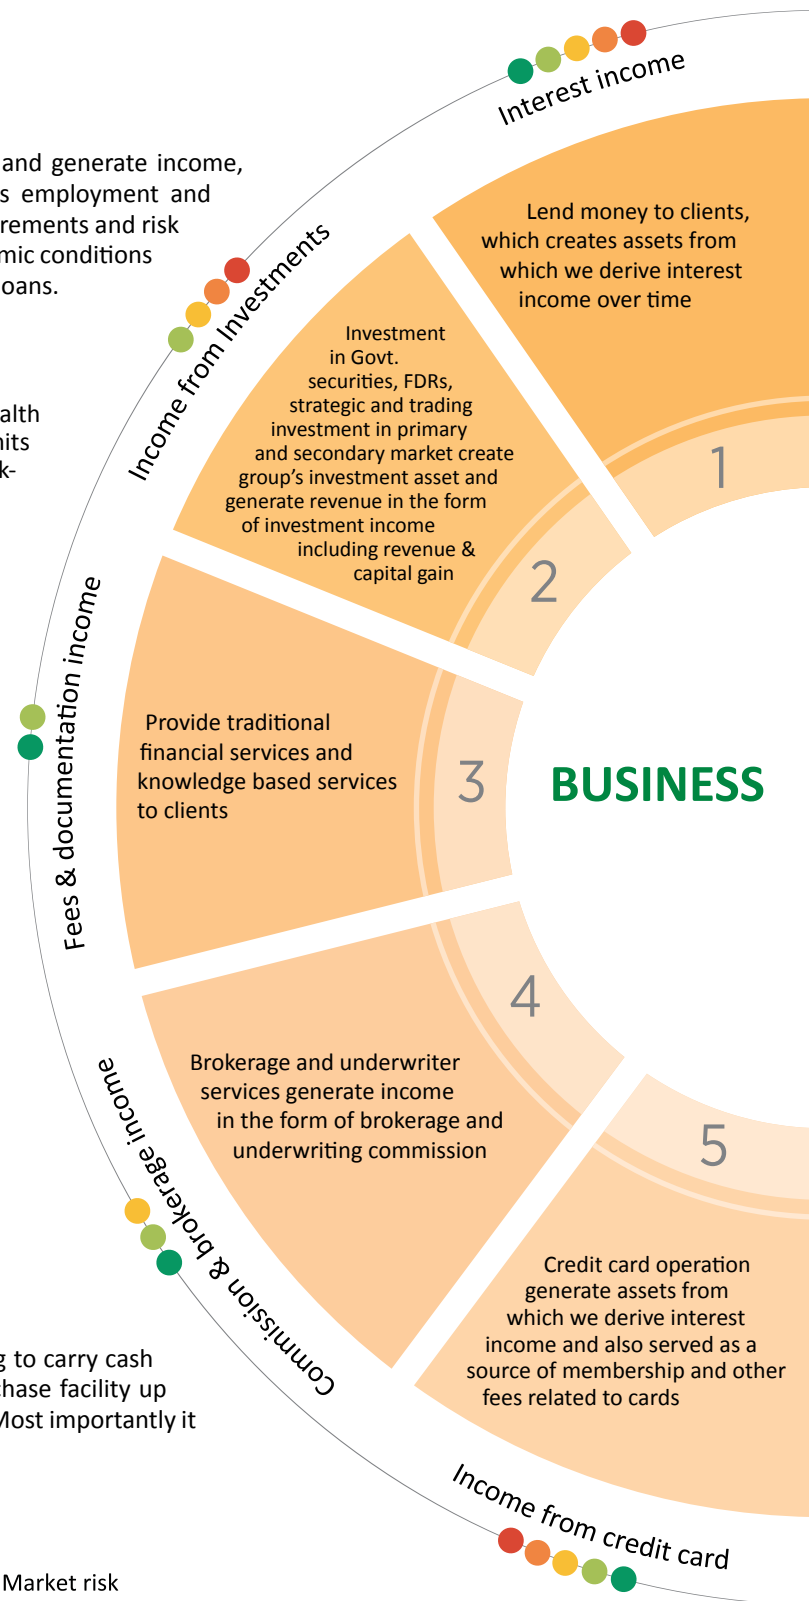 Interest income
and generate income,
s employment and
rements and risk
mic conditions
oans.
Lend money to clients,
which creates assets from
which we derive interest
income over time
1
Income from Investments
Investment
in Govt.
securities, FDRs,
strategic and trading
investment in primary
and secondary market create
group's investment asset and
generate revenue in the form
of investment income
including revenue &
capital gain
2
alth
nits
k-
Fees & documentation income
Provide traditional
financial services and
knowledge based services
to clients
3
BUSINESS
4
Brokerage and underwriter
services generate income
in the form of brokerage and
underwriting commission
Commission & brokerage income
5
Credit card operation
generate assets from
which we derive interest
income and also served as a
source of membership and other
fees related to cards
g to carry cash
chase facility up
Most importantly it
Income from credit card
Market risk